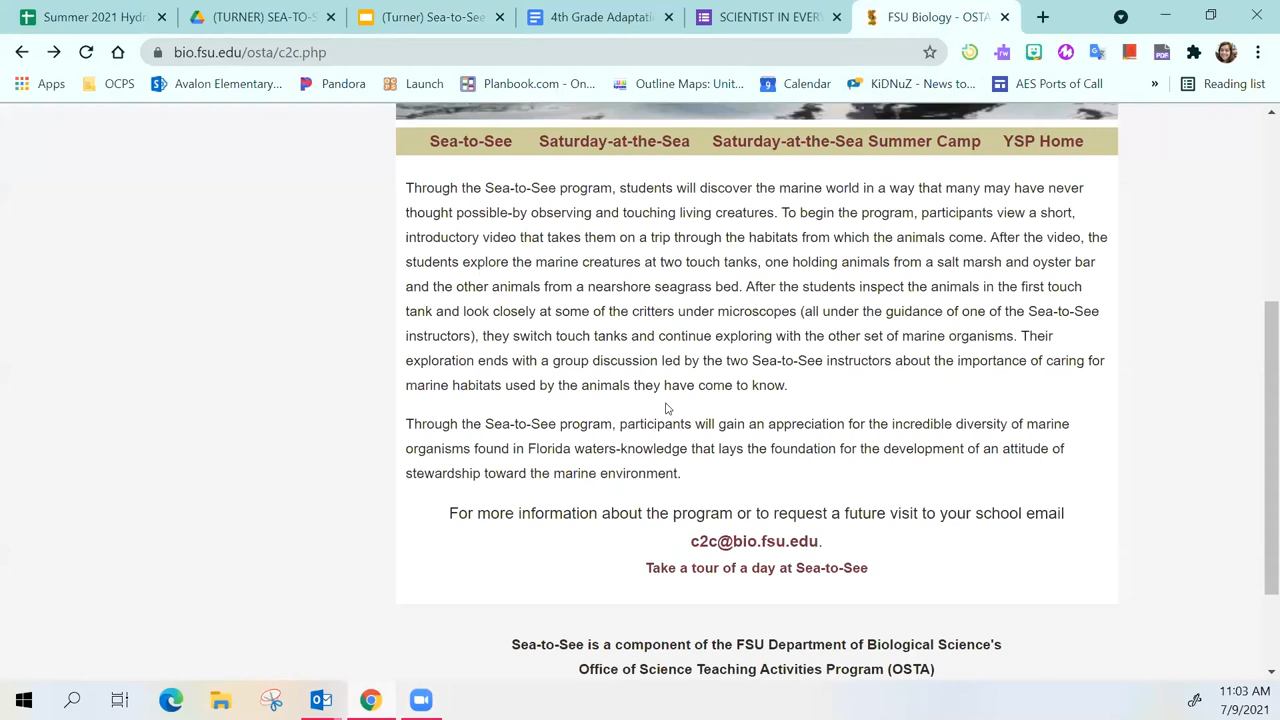 Summer 2021 Hydr
(TURNER) SEA-TO-S
(Turner) Sea-to-See
4th Grade Adaptati
SCIENTIST IN EVER
FSU Biology - OSTA
bio.fsu.edu/osta/c2c.php
Apps
OCPS
Avalon Elementary...
Pandora
Launch
Planbook.com - On...
Outline Maps: Unit...
Calendar
KiDNuZ - News to...
AES Ports of Call
»
Reading list
Sea-to-See
Saturday-at-the-Sea
Saturday-at-the-Sea Summer Camp
YSP Home
Through the Sea-to-See program, students will discover the marine world in a way that many may have never
thought possible-by observing and touching living creatures. To begin the program, participants view a short,
introductory video that takes them on a trip through the habitats from which the animals come. After the video, the
students explore the marine creatures at two touch tanks, one holding animals from a salt marsh and oyster bar
and the other animals from a nearshore seagrass bed. After the students inspect the animals in the first touch
tank and look closely at some of the critters under microscopes (all under the guidance of one of the Sea-to-See
instructors), they switch touch tanks and continue exploring with the other set of marine organisms. Their
exploration ends with a group discussion led by the two Sea-to-See instructors about the importance of caring for
marine habitats used by the animals they have come to know.
Through the Sea-to-See program, participants will gain an appreciation for the incredible diversity of marine
organisms found in Florida waters-knowledge that lays the foundation for the development of an attitude of
stewardship toward the marine environment.
For more information about the program or to request a future visit to your school email
c2c@bio.fsu.edu.
Take a tour of a day at Sea-to-See
Sea-to-See is a component of the FSU Department of Biological Science's
Office of Science Teaching Activities Program (OSTA)
11:03 AM
7/9/2021